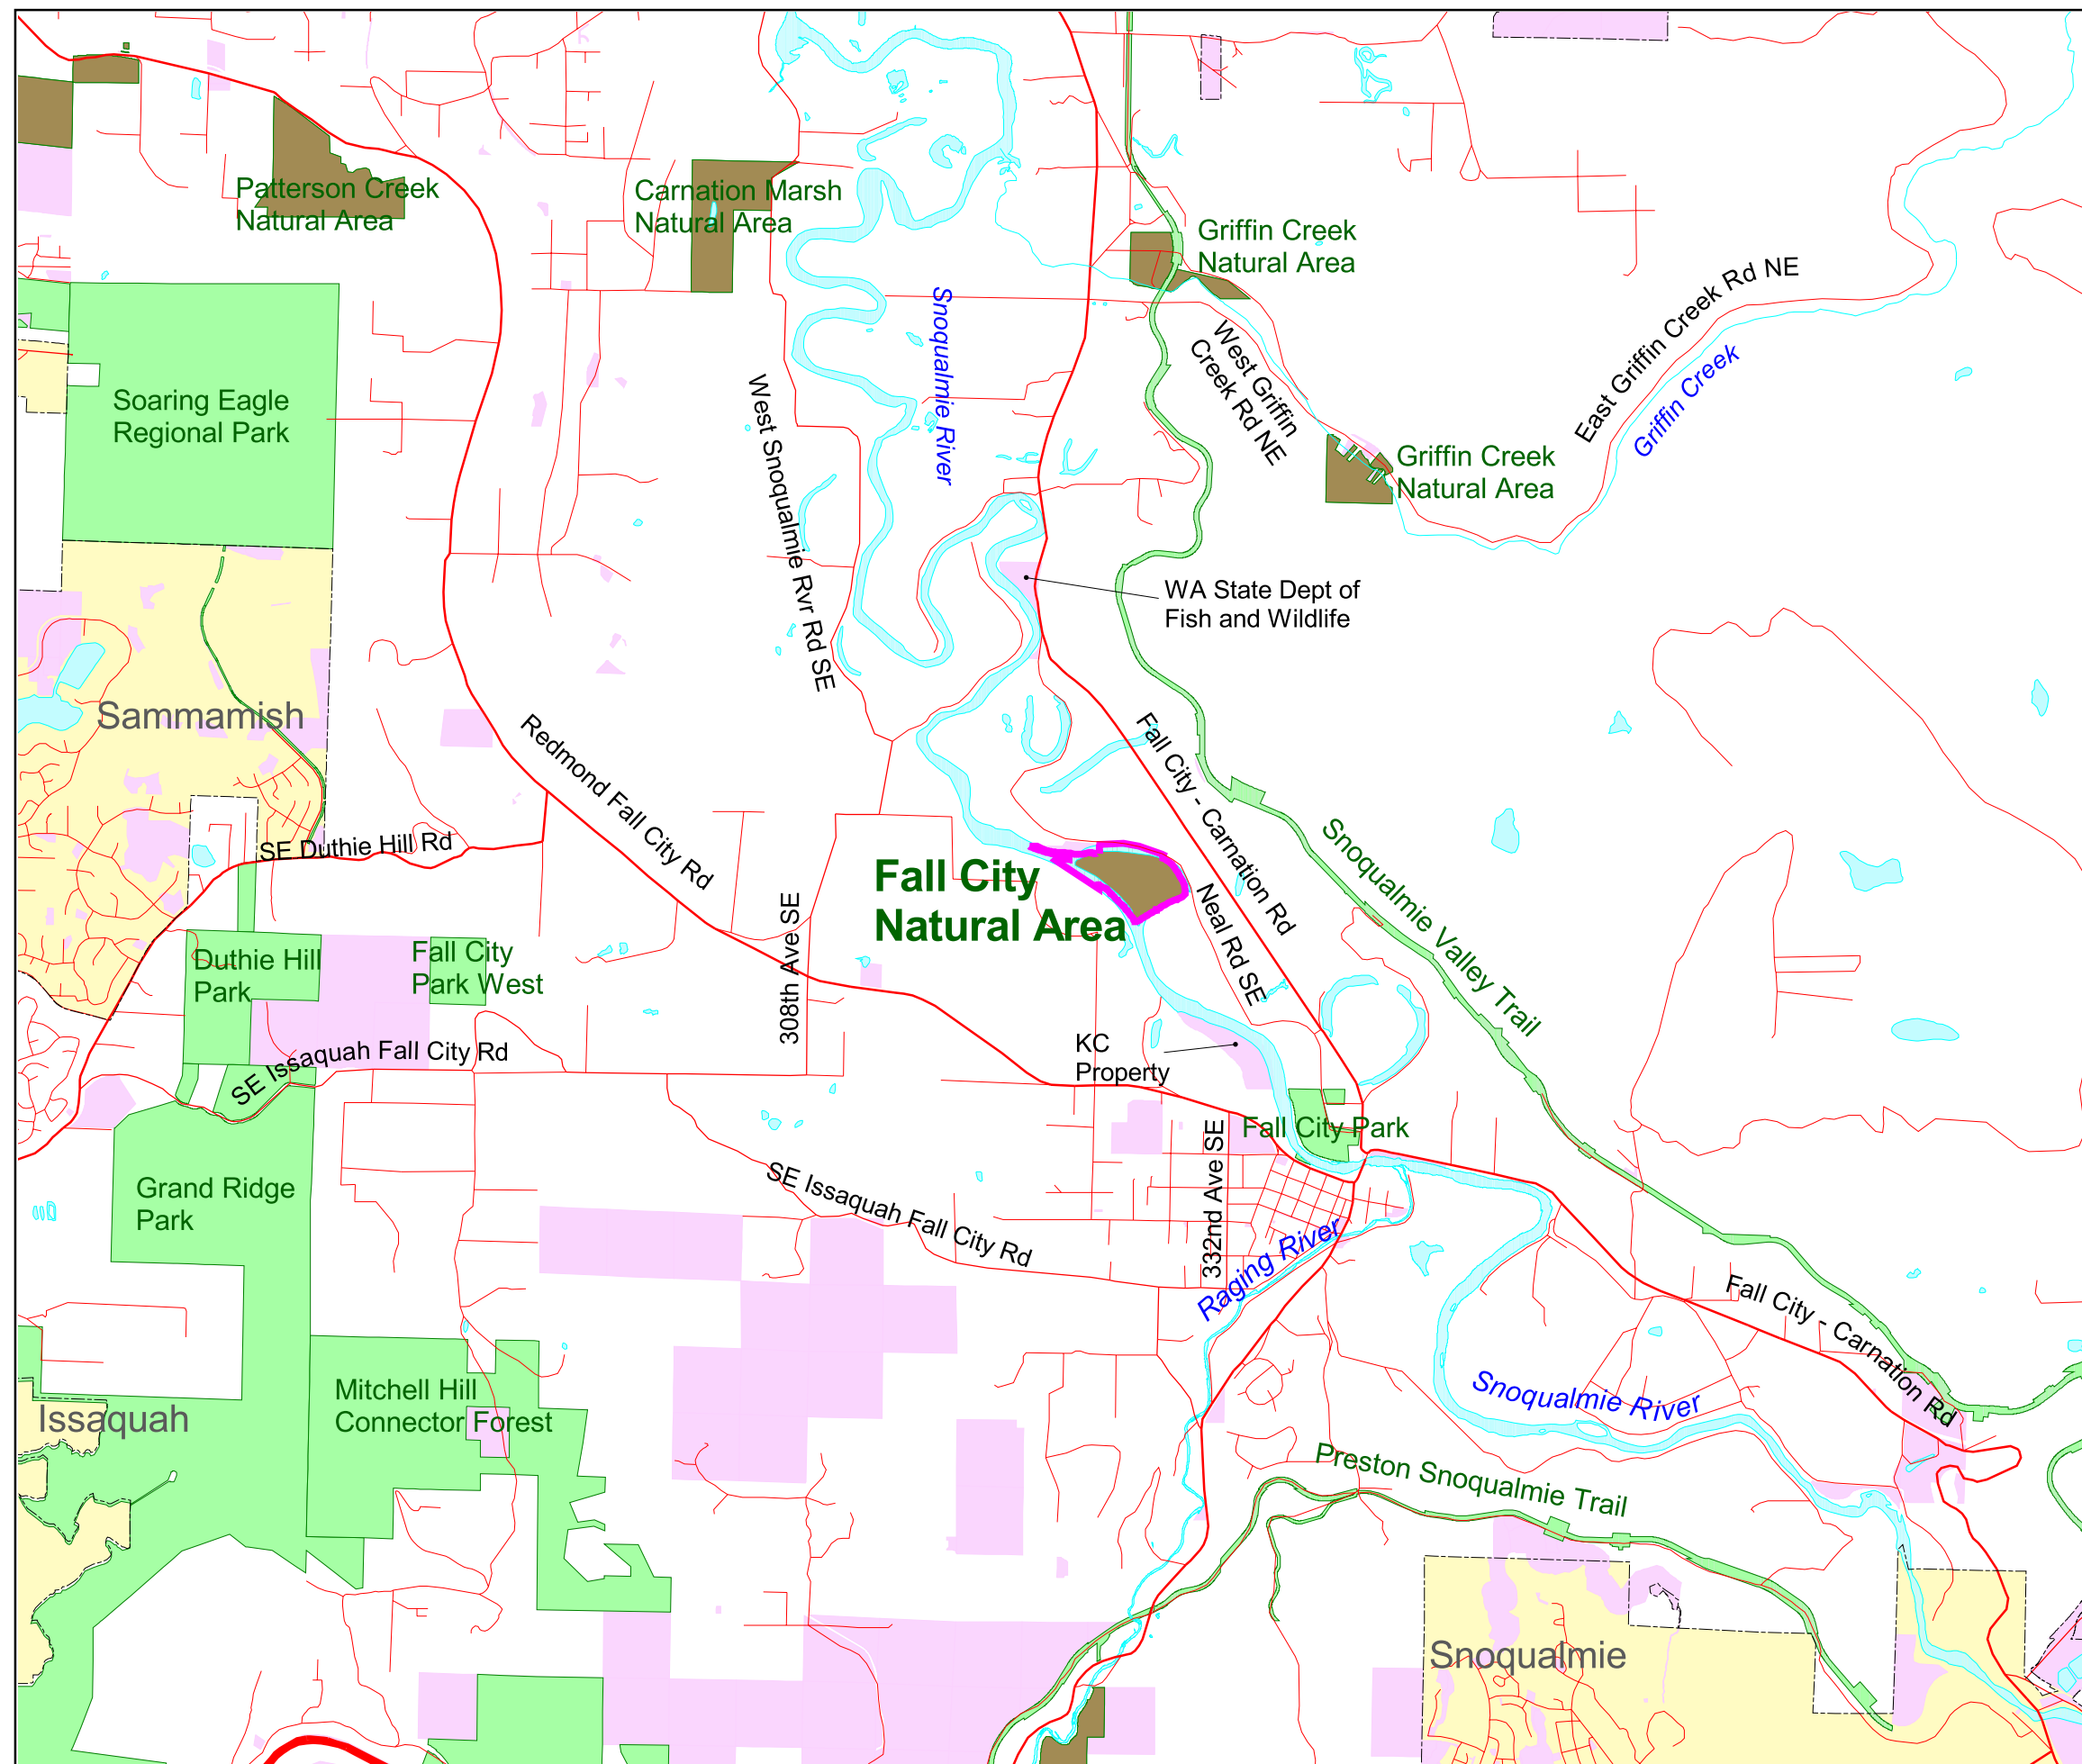 Patterson Creek
Natural Area
Carnation Marsh
Natural Area
Griffin Creek
Natural Area
East Griffin Creek Rd NE
Griffin Creek
Snoqualmie River
West Griffin
Creek Rd NE
Soaring Eagle
Regional Park
West Snoqualmie Rvr Rd SE
Griffin Creek
Natural Area
WA State Dept of
Fish and Wildlife
Sammamish
Redmond Fall City Rd
Fall City - Carnation Rd
Snoqualmie Valley Trail
SE Duthie Hill Rd
Fall City
Natural Area
Neal Rd SE
308th Ave SE
Duthie Hill
Park
Fall City
Park West
SE Issaquah Fall City Rd
KC
Property
Fall City Park
332nd Ave SE
SE Issaquah Fall City Rd
Grand Ridge
Park
Raging River
Fall City - Carnation Rd
Mitchell Hill
Connector Forest
Issaquah
Snoqualmie River
Preston Snoqualmie Trail
Snoqualmie